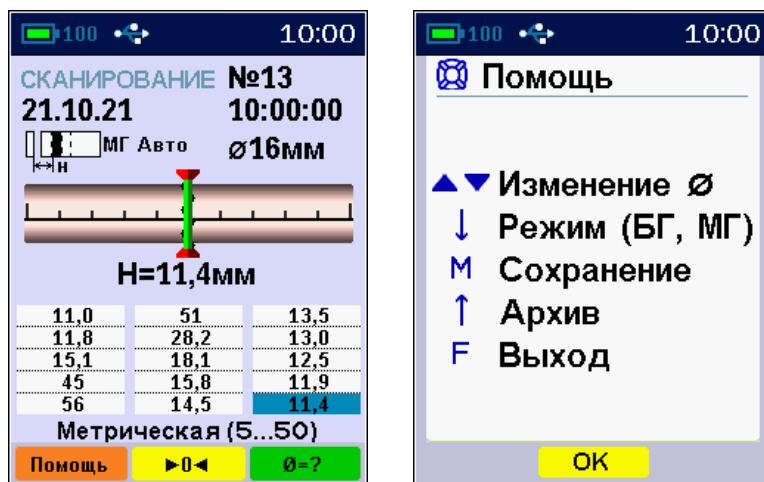 100 10:00
СКАНИРОВАНИЕ №13
21.10.21 10:00:00
МГ Авто ø16мм
H
H=11,4мм
11,0 51 13,5
11,8 28,2 13,0
15,1 18,1 12,5
45 15,8 11,9
56 14,5 11,4
Метрическая (5...50)
Помощь ►0◄ Ø=?
100 10:00
Помощь
▲▼ Изменение Ø
↓ Режим (БГ, МГ)
M Сохранение
↑ Архив
F Выход
OK